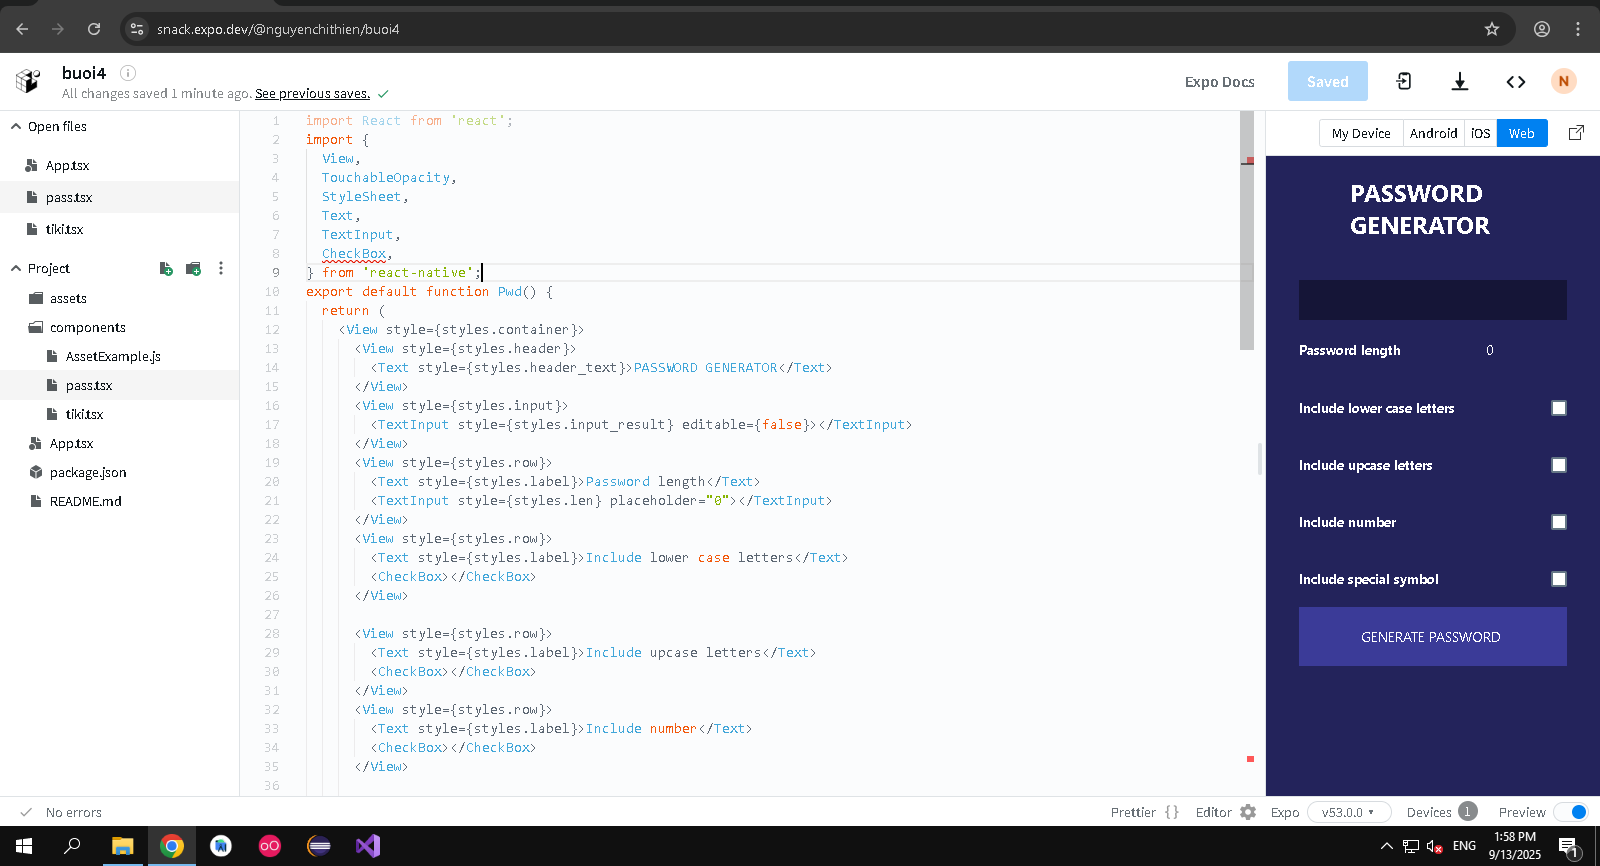 snack.expo.dev/@nguyenchithien/buoi4
buoi4
All changes saved 1 minute ago. See previous saves.
Expo Docs
Saved
N
Open files
App.tsx
pass.tsx
tiki.tsx
Project
assets
components
AssetExample.js
pass.tsx
tiki.tsx
App.tsx
package.json
README.md
1 import React from 'react';
2 import {
3 View,
4 TouchableOpacity,
5 StyleSheet,
6 Text,
7 TextInput,
8 CheckBox,
9 } from 'react-native';
10 export default function Pwd() {
11 return (
12 <View style={styles.container}>
13 <View style={styles.header}>
14 <Text style={styles.header_text}>PASSWORD GENERATOR</Text>
15 </View>
16 <View style={styles.input}>
17 <TextInput style={styles.input_result} editable={false}></TextInput>
18 </View>
19 <View style={styles.row}>
20 <Text style={styles.label}>Password length</Text>
21 <TextInput style={styles.len} placeholder="0"></TextInput>
22 </View>
23 <View style={styles.row}>
24 <Text style={styles.label}>Include lower case letters</Text>
25 <CheckBox></CheckBox>
26 </View>
27
28 <View style={styles.row}>
29 <Text style={styles.label}>Include upcase letters</Text>
30 <CheckBox></CheckBox>
31 </View>
32 <View style={styles.row}>
33 <Text style={styles.label}>Include number</Text>
34 <CheckBox></CheckBox>
35 </View>
36
My Device Android iOS Web
PASSWORD
GENERATOR
Password length 0
Include lower case letters
Include upcase letters
Include number
Include special symbol
GENERATE PASSWORD
No errors
Prettier { } Editor Expo v53.0.0 Devices 1 Preview
ENG
1:58 PM
9/13/2025
1